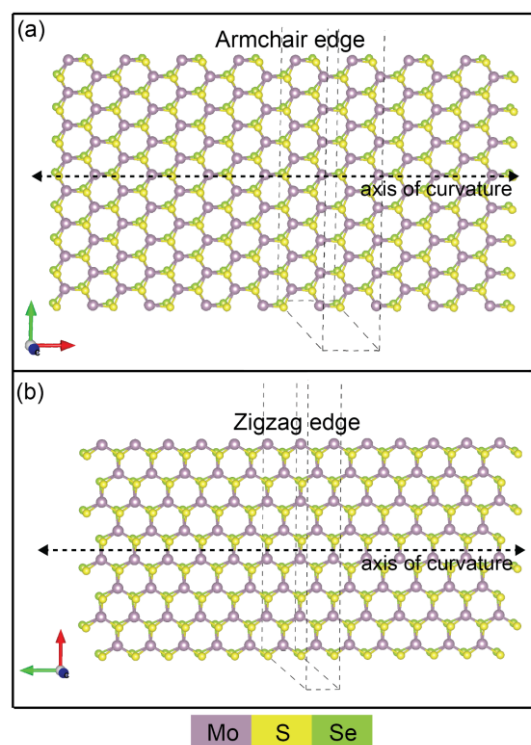 (a)
Armchair edge
axis of curvature
(b)
Zigzag edge
axis of curvature
Mo S Se